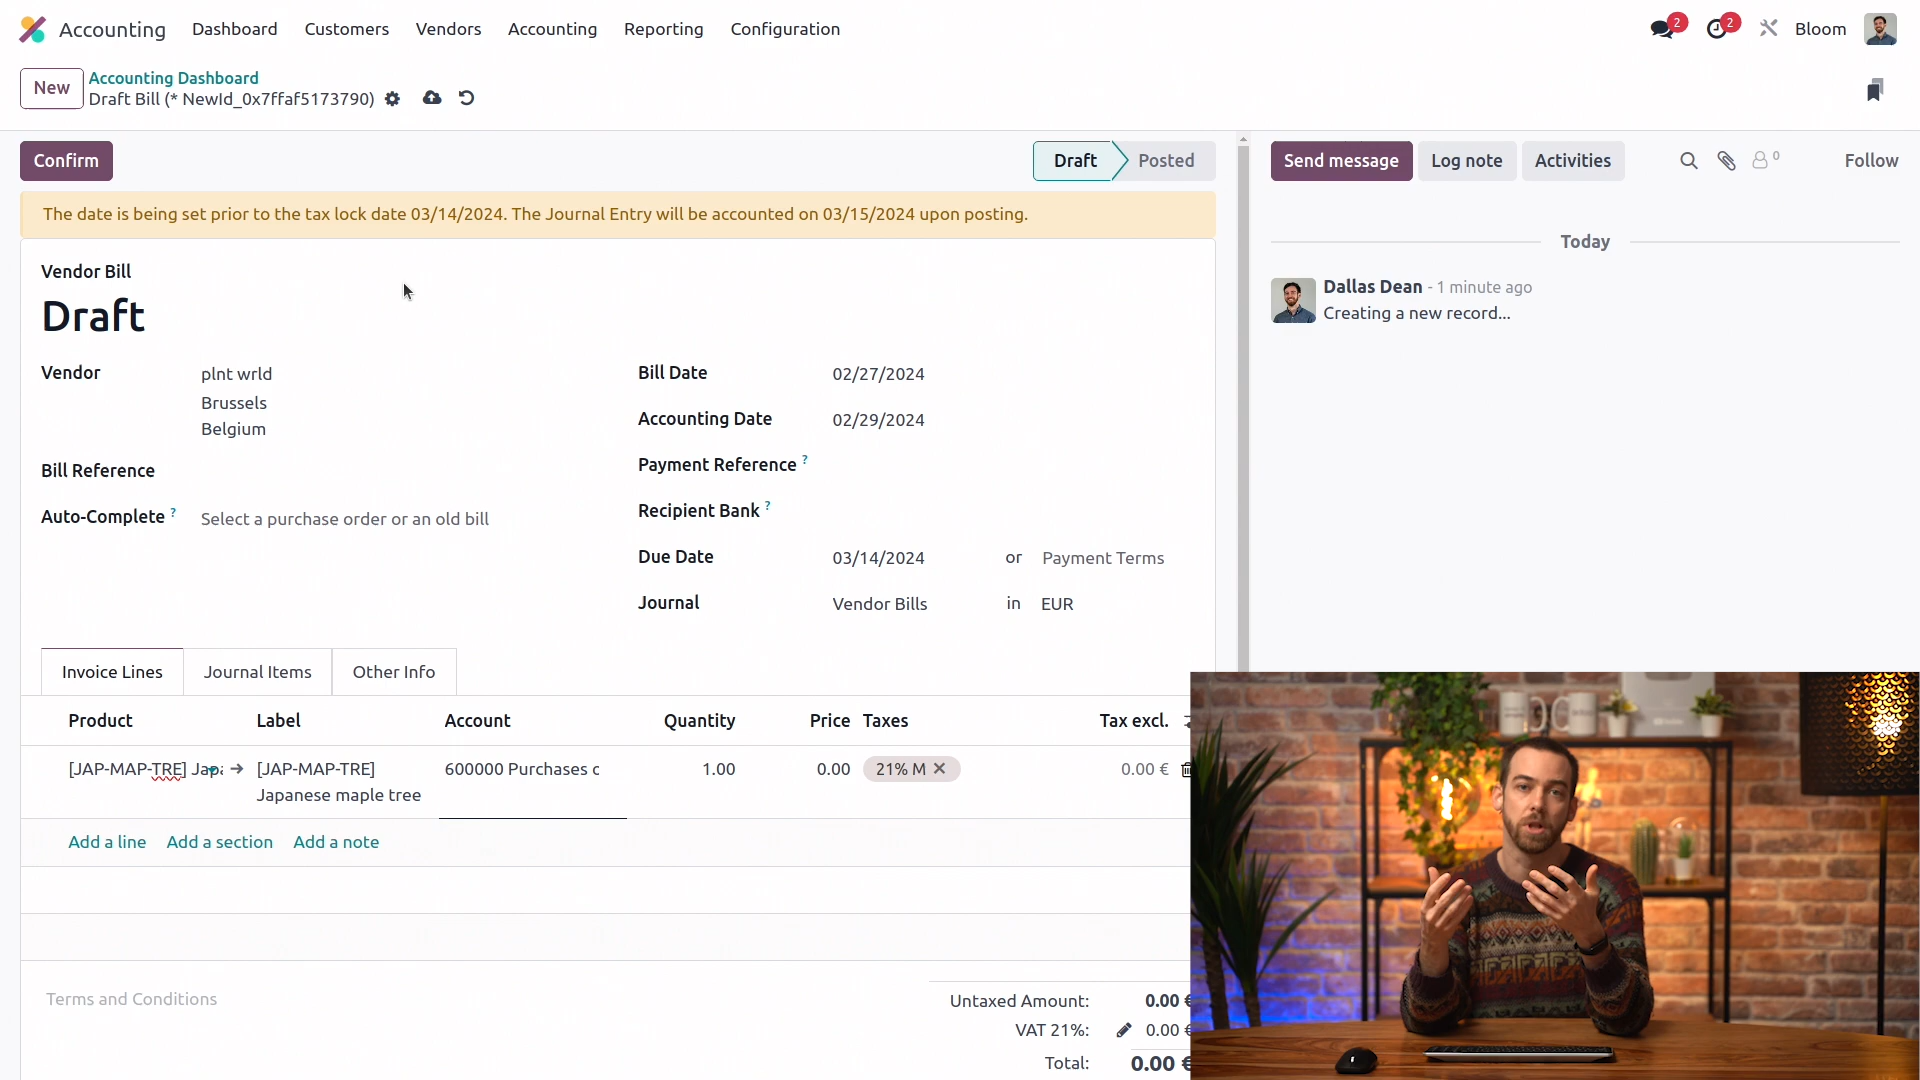 Accounting Dashboard Customers Vendors Accounting Reporting Configuration 2 2 Bloom
New Accounting Dashboard
Draft Bill (* NewId_0x7ffaf5173790)
Confirm Draft Posted Send message Log note Activities 0 Follow
The date is being set prior to the tax lock date 03/14/2024. The Journal Entry will be accounted on 03/15/2024 upon posting.
Today
Vendor Bill
Draft
Dallas Dean - 1 minute ago
Creating a new record...
Vendor plnt wrld
Brussels
Belgium
Bill Reference
Auto-Complete ? Select a purchase order or an old bill
Bill Date 02/27/2024
Accounting Date 02/29/2024
Payment Reference ?
Recipient Bank ?
Due Date 03/14/2024 or Payment Terms
Journal Vendor Bills in EUR
Invoice Lines Journal Items Other Info
Product Label Account Quantity Price Taxes Tax excl.
[JAP-MAP-TRE] Japa [JAP-MAP-TRE] 600000 Purchases o 1.00 0.00 21% M 0.00 €
Japanese maple tree
Add a line Add a section Add a note
Terms and Conditions
Untaxed Amount: 0.00 €
VAT 21%: 0.00 €
Total: 0.00 €